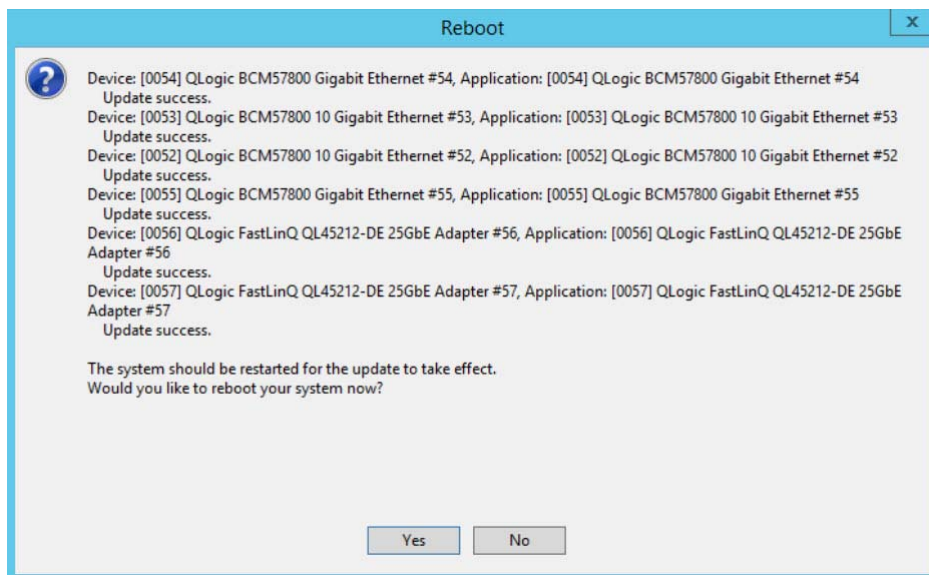 Reboot
x
Device: [0054] QLogic BCM57800 Gigabit Ethernet #54, Application: [0054] QLogic BCM57800 Gigabit Ethernet #54
Update success.
Device: [0053] QLogic BCM57800 10 Gigabit Ethernet #53, Application: [0053] QLogic BCM57800 10 Gigabit Ethernet #53
Update success.
Device: [0052] QLogic BCM57800 10 Gigabit Ethernet #52, Application: [0052] QLogic BCM57800 10 Gigabit Ethernet #52
Update success.
Device: [0055] QLogic BCM57800 Gigabit Ethernet #55, Application: [0055] QLogic BCM57800 Gigabit Ethernet #55
Update success.
Device: [0056] QLogic FastLinQ QL45212-DE 25GbE Adapter #56, Application: [0056] QLogic FastLinQ QL45212-DE 25GbE
Adapter #56
Update success.
Device: [0057] QLogic FastLinQ QL45212-DE 25GbE Adapter #57, Application: [0057] QLogic FastLinQ QL45212-DE 25GbE
Adapter #57
Update success.
The system should be restarted for the update to take effect.
Would you like to reboot your system now?
Yes
No